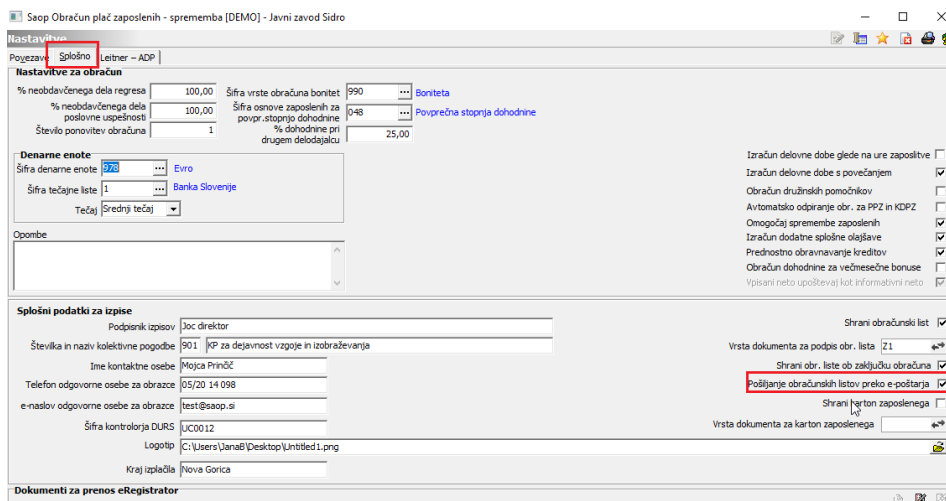 Saop Obračun plač zaposlenih - sprememba [DEMO] - Javni zavod Sidro
Nastavitve
Povezave Splošno Leitner – ADP
Nastavitve za obračun
% neobdavčenega dela regresa 100,00 Šifra vrste obračuna bonitet 990 ... Boniteta
% neobdavčenega dela poslovne uspešnosti 100,00 Šifra osnove zaposlenih za povpr.stopnjo dohodnine 048 ... Povprečna stopnja dohodnine
Število ponovitev obračuna 1 % dohodnine pri drugem delodajalcu 25,00
Denarne enote
Šifra denarne enote 978 ... Evro
Šifra tečajne liste 1 ... Banka Slovenije
Tečaj Srednji tečaj
Izračun delovne dobe glede na ure zaposlitve
Izračun delovne dobe s povečanjem
Obračun družinskih pomočnikov
Avtomatsko odpiranje obr. za PPZ in KDPZ
Omogočaj spremembe zaposlenih
Izračun dodatne splošne olajšave
Prednostno obravnavanje kreditov
Obračun dohodnine za večmesečne bonuse
Vpisani neto upoštevaj kot informativni neto
Opombe
Splošni podatki za izpise
Podpisnik izpisov Joc direktor
Številka in naziv kolektivne pogodbe 901 KP za dejavnost vzgoje in izobraževanja
Ime kontaktne osebe Mojca Prinčič
Telefon odgovorne osebe za obrazce 05/20 14 098
e-naslov odgovorne osebe za obrazce test@saop.si
Šifra kontrolorja DURS UC0012
Logotip C:\Users\JanaB\Desktop\Untitled1.png
Kraj izplačila Nova Gorica
Shrani obračunski list
Vrsta dokumenta za podpis obr. lista Z1
Shrani obr. liste ob zaključku obračuna
Pošiljanje obračunskih listov preko e-poštarja
Shrani karton zaposlenega
Vrsta dokumenta za karton zaposlenega
Dokumenti za prenos eRegistrator